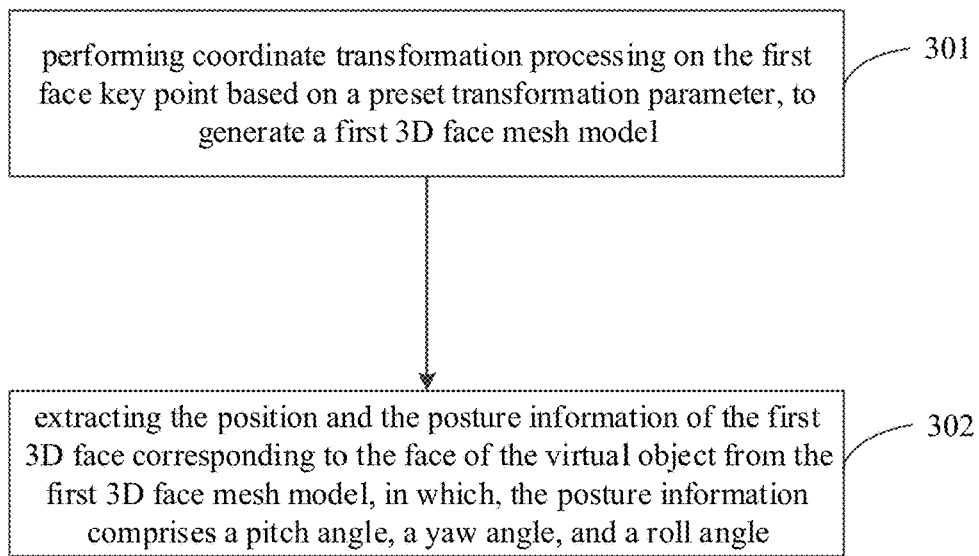 performing coordinate transformation processing on the first
face key point based on a preset transformation parameter, to
generate a first 3D face mesh model
301
extracting the position and the posture information of the first
3D face corresponding to the face of the virtual object from the
first 3D face mesh model, in which, the posture information
comprises a pitch angle, a yaw angle, and a roll angle
302